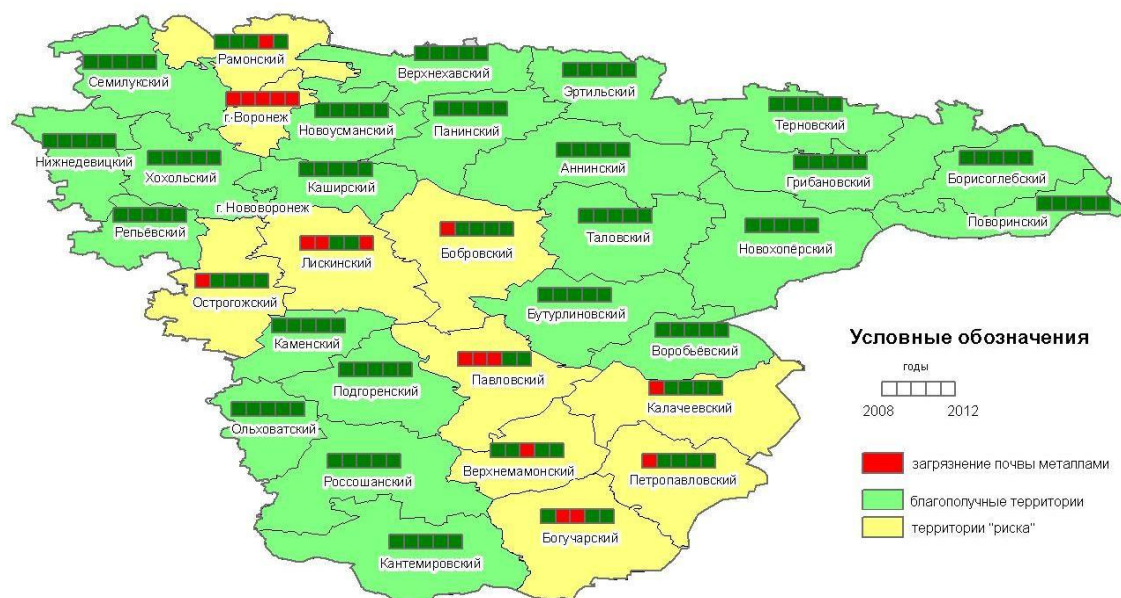 Рамонский
Верхнехавский
Семилукский
Эртильский
г.-Воронеж
Новоусманский
Панинский
Терновский
Нижнедевицкий
Хохольский
Каширский
Аннинский
Грибановский
Борисоглебский
г. Нововоронеж
Поворинский
Репьёвский
Лискинский
Бобровский
Таловский
Новохопёрский
Острогожский
Бутурлиновский
Каменский
Воробьёвский
Подгоренский
Павловский
Калачеевский
Ольховатский
Верхнемамонский
Петропавловский
Россошанский
Богучарский
Кантемировский
Условные обозначения
годы
2008 2012
загрязнение почвы металлами
благополучные территории
территории "риска"